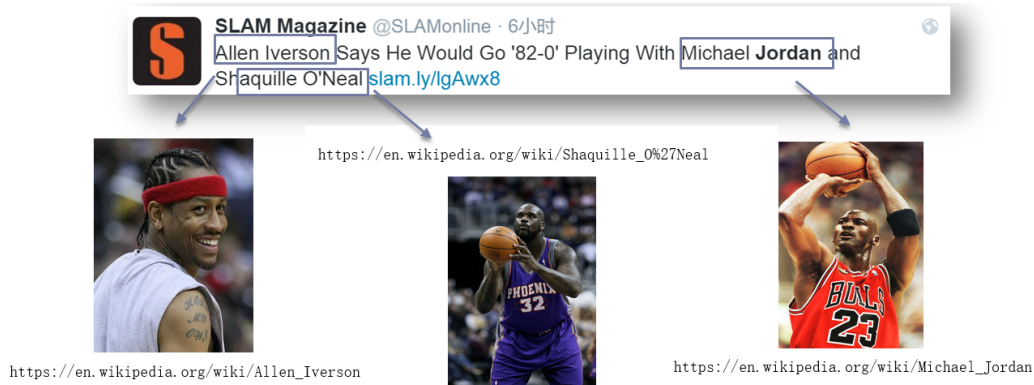 SLAM Magazine @SLAMonline · 6小时
Allen Iverson Says He Would Go '82-0' Playing With Michael Jordan and
Shaquille O'Neal slam.ly/IgAwx8
https://en.wikipedia.org/wiki/Shaquille_O%27Neal
PHOENIX
32
BULLS
23
https://en.wikipedia.org/wiki/Allen_Iverson
https://en.wikipedia.org/wiki/Michael_Jordan